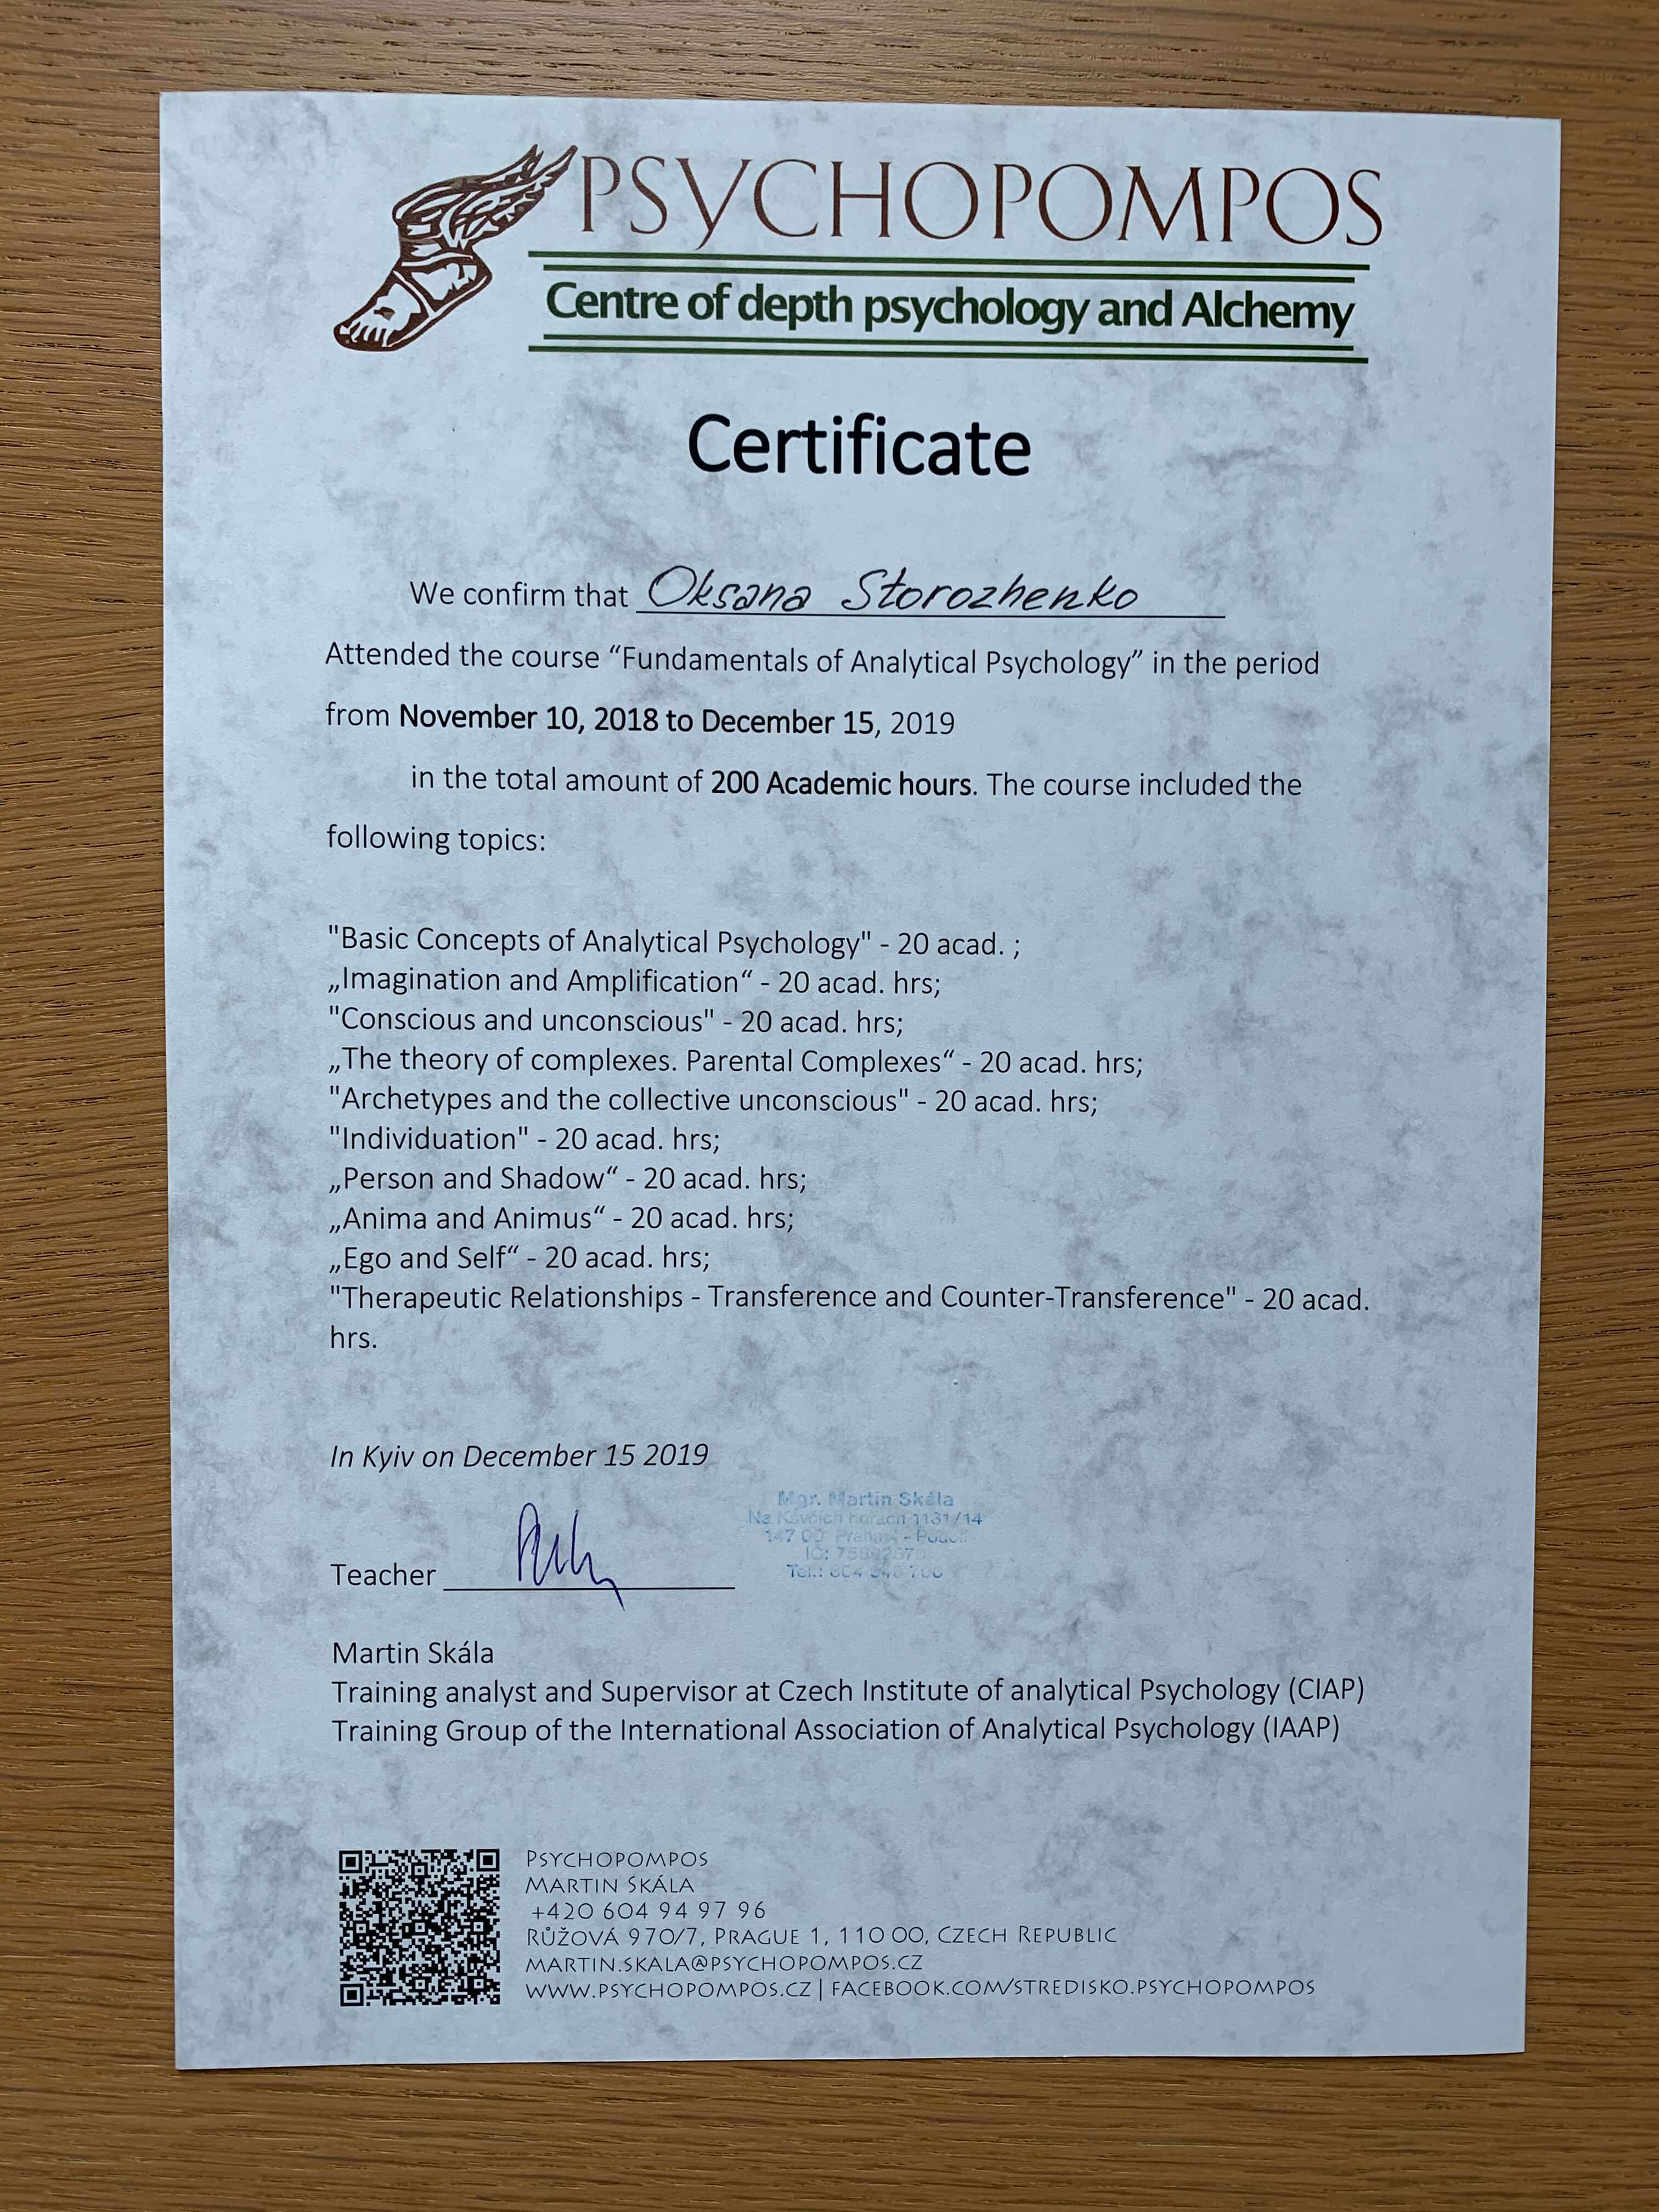 PSYCHOPOMPOS
Centre of depth psychology and Alchemy
Certificate
We confirm that Oksana Storozhenko
Attended the course “Fundamentals of Analytical Psychology” in the period
from November 10, 2018 to December 15, 2019
in the total amount of 200 Academic hours. The course included the
following topics:
"Basic Concepts of Analytical Psychology" - 20 acad. ;
„Imagination and Amplification“ - 20 acad. hrs;
"Conscious and unconscious" - 20 acad. hrs;
„The theory of complexes. Parental Complexes“ - 20 acad. hrs;
"Archetypes and the collective unconscious" - 20 acad. hrs;
"Individuation" - 20 acad. hrs;
„Person and Shadow“ - 20 acad. hrs;
„Anima and Animus“ - 20 acad. hrs;
„Ego and Self“ - 20 acad. hrs;
"Therapeutic Relationships - Transference and Counter-Transference" - 20 acad.
hrs.
In Kyiv on December 15 2019
Mgr. Martin Skála
Na 1131/14
147 00
IČ:
Tel.: 
Teacher
Martin Skála
Training analyst and Supervisor at Czech Institute of analytical Psychology (CIAP)
Training Group of the International Association of Analytical Psychology (IAAP)
PSYCHOPOMPOS
MARTIN SKÁLA
+420 604 94 97 96
RŮŽOVÁ 970/7, PRAGUE 1, 110 00, CZECH REPUBLIC
MARTIN.SKALA@PSYCHOPOMPOS.CZ
WWW.PSYCHOPOMPOS.CZ | FACEBOOK.COM/STREDISKO.PSYCHOPOMPOS